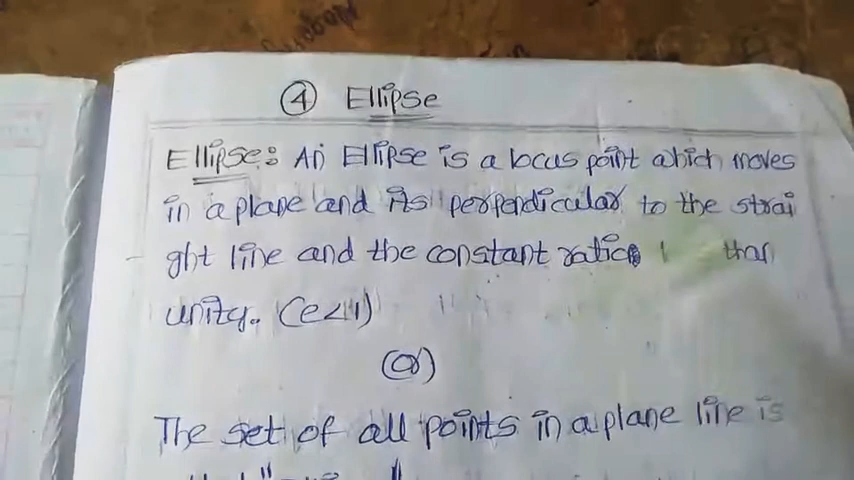 ④ Ellipse
Ellipse: An Ellipse is a locus point which moves
in a plane and its perpendicular to the strai
ght line and the constant ratio than
unity. (e<1)
(or)
The set of all points in a plane line is